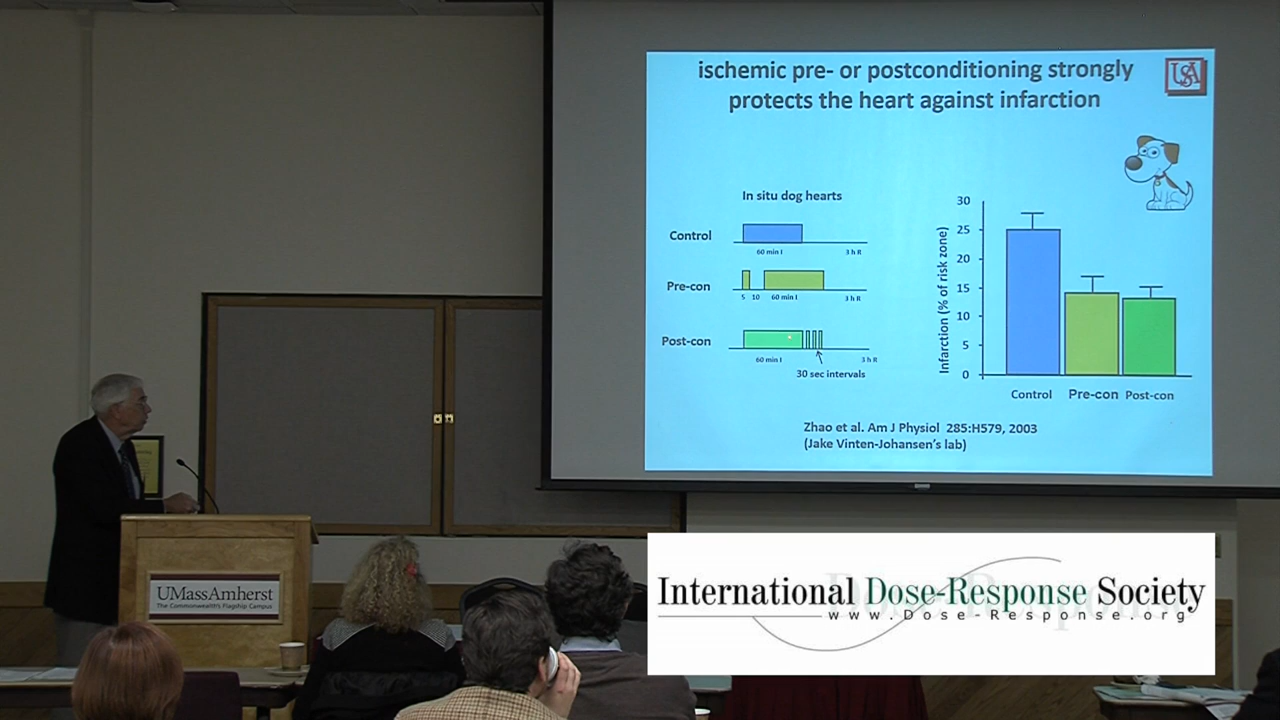 ischemic pre- or postconditioning strongly
protects the heart against infarction
USA
In situ dog hearts
Control
60 min I
3 h R
Pre-con
5 10 60 min I
3 h R
Post-con
60 min I
3 h R
30 sec intervals
Infarction (% of risk zone)
30
25
20
15
10
5
0
Control Pre-con Post-con
Zhao et al. Am J Physiol 285:H579, 2003
(Jake Vinten-Johansen's lab)
UMassAmherst
The Commonwealth's Flagship Campus
International Dose-Response Society
www.Dose-Response.org